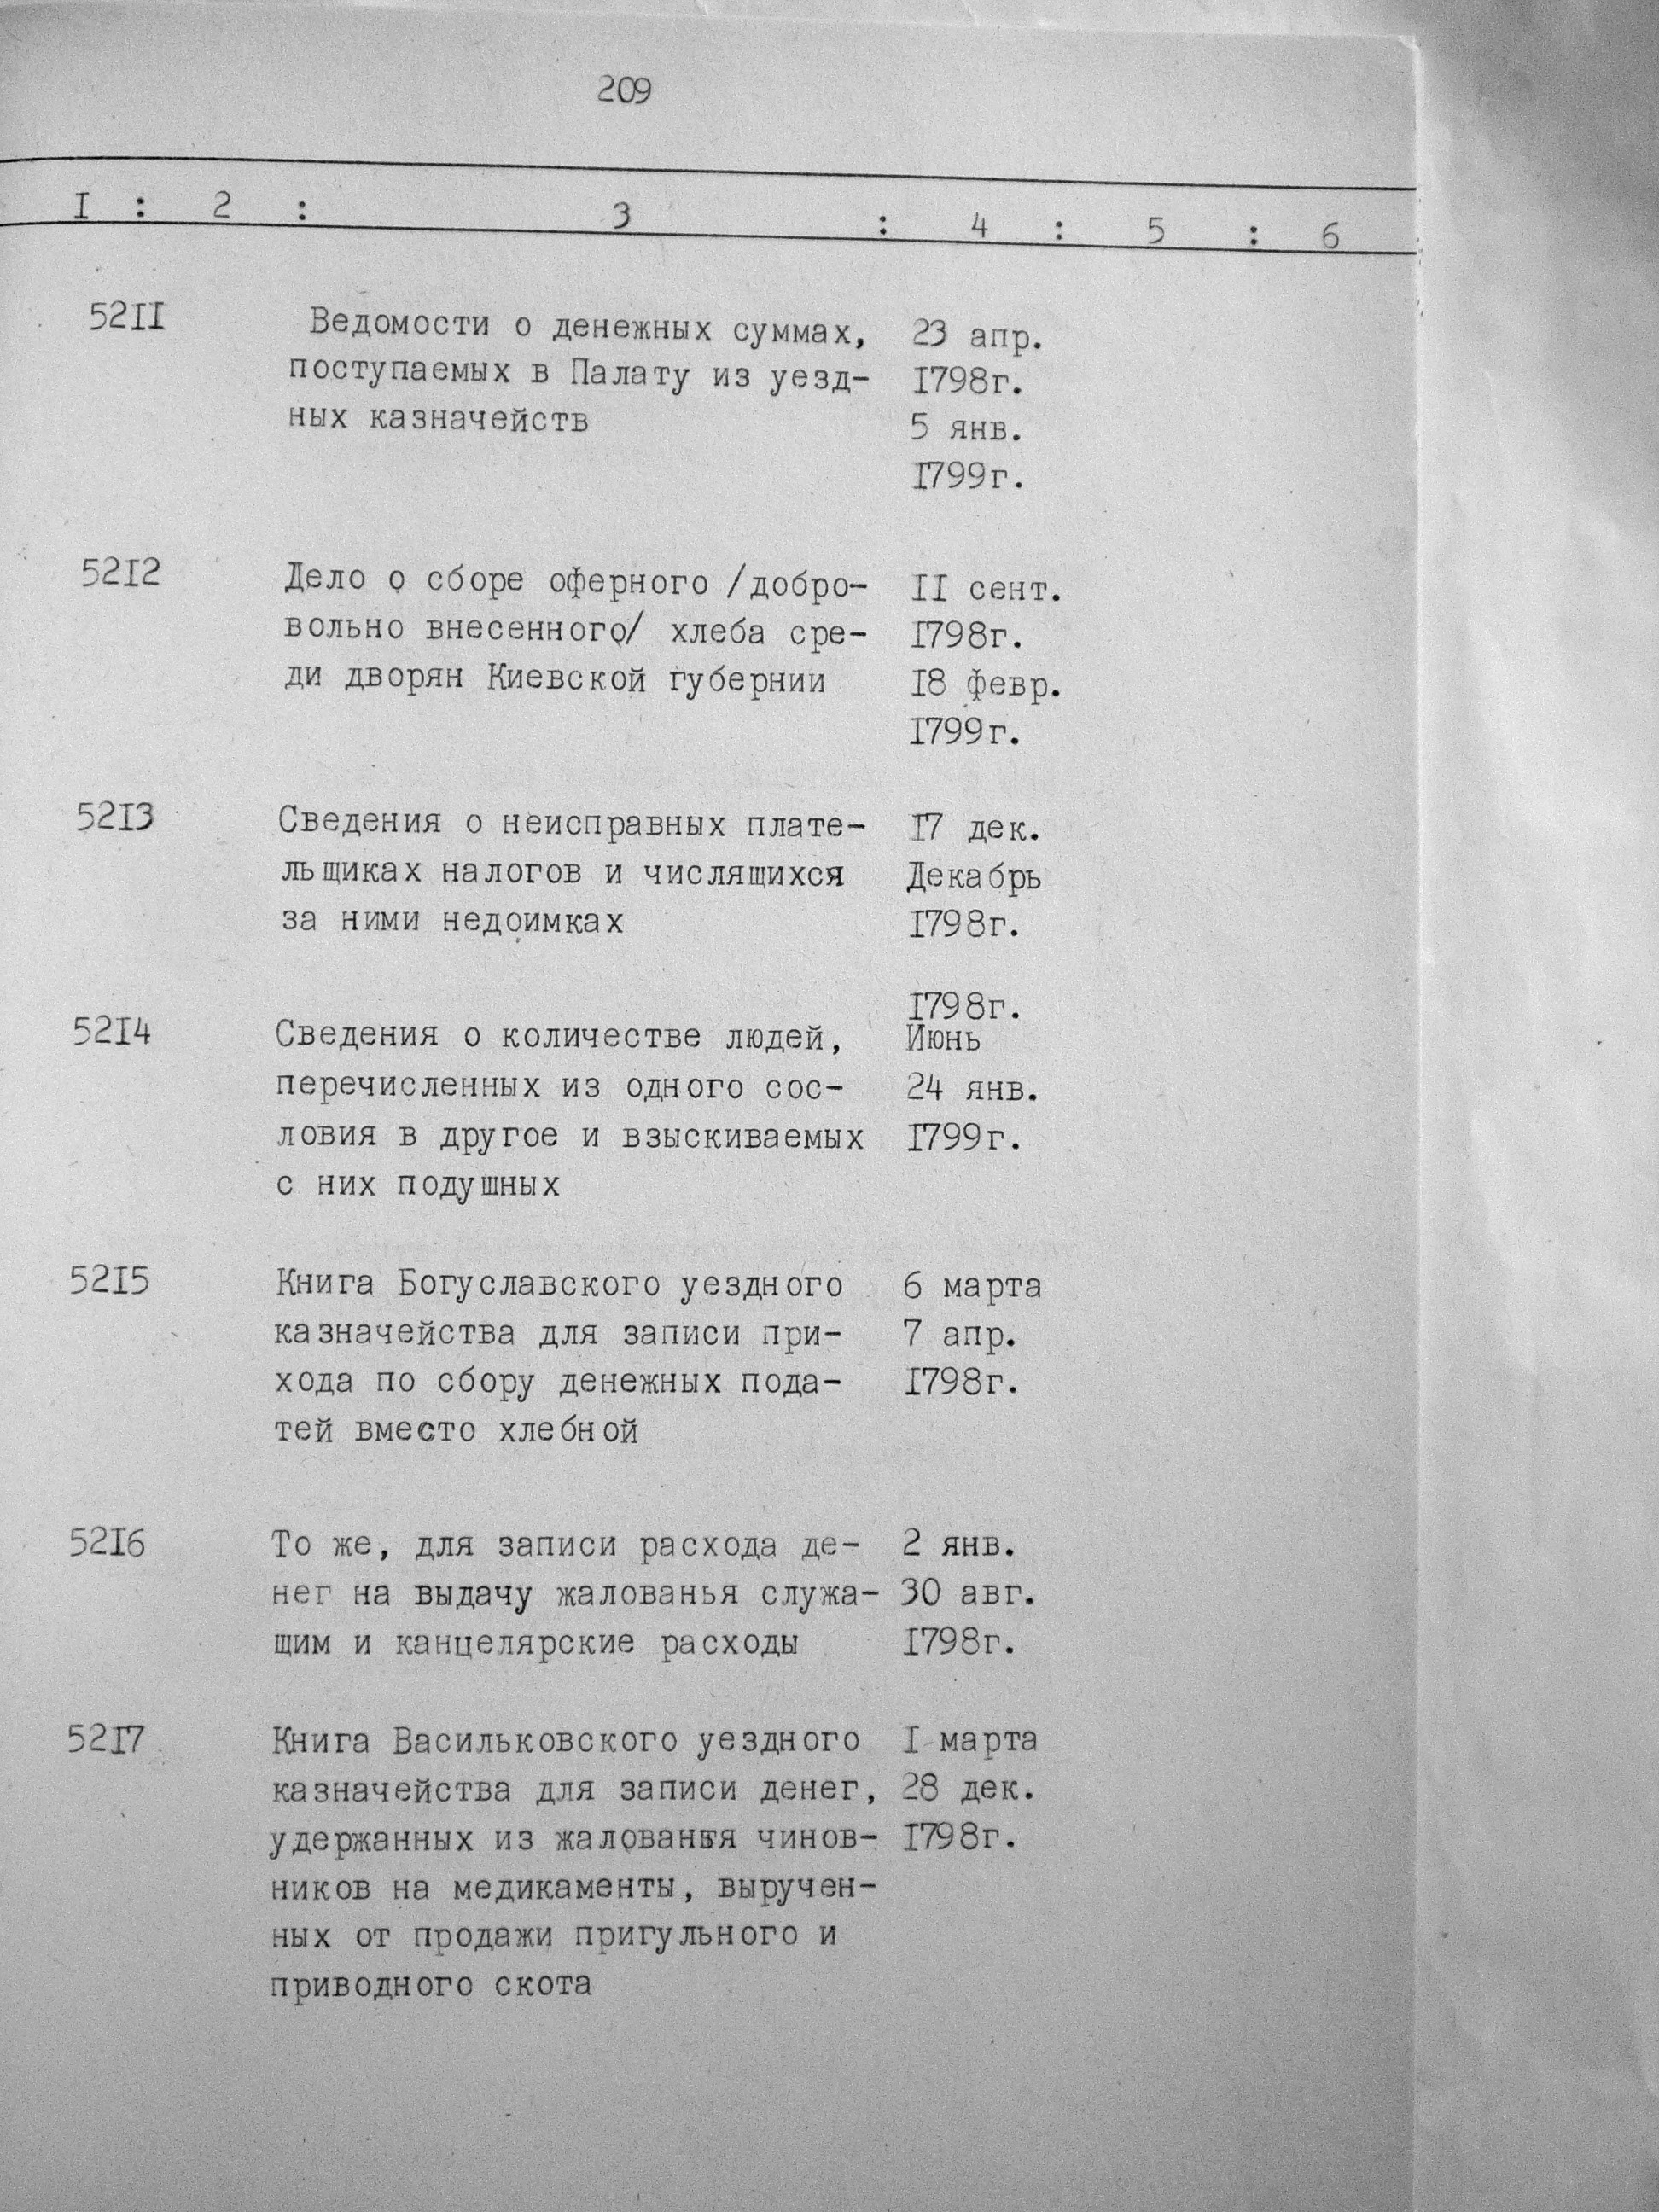 209
I : 2 : 3 : 4 : 5 : 6
52II Ведомости о денежных суммах, 23 апр.
поступаемых в Палату из уезд- I798г.
ных казначейств 5 янв.
I799г.
52I2 Дело о сборе оферного /добро- II сент.
вольно внесенного/ хлеба сре- I798г.
ди дворян Киевской губернии I8 февр.
I799г.
52I3 Сведения о неисправных плате- I7 дек.
льщиках налогов и числящихся Декабрь
за ними недоимках I798г.
I798г.
52I4 Сведения о количестве людей, Июнь
перечисленных из одного сос- 24 янв.
ловия в другое и взыскиваемых I799г.
с них подушных
52I5 Книга Богуславского уездного 6 марта
казначейства для записи при- 7 апр.
хода по сбору денежных пода- I798г.
тей вместо хлебной
52I6 То же, для записи расхода де- 2 янв.
нег на выдачу жалованья служа- 30 авг.
щим и канцелярские расходы I798г.
52I7 Книга Васильковского уездного I марта
казначейства для записи денег, 28 дек.
удержанных из жалованья чинов- I798г.
ников на медикаменты, выручен-
ных от продажи пригульного и
приводного скота